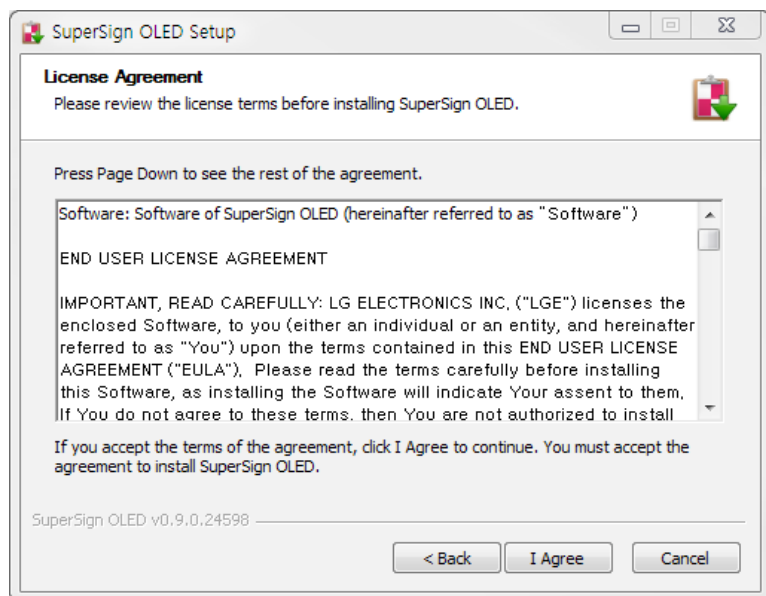 SuperSign OLED Setup
License Agreement
Please review the license terms before installing SuperSign OLED.
Press Page Down to see the rest of the agreement.
Software: Software of SuperSign OLED (hereinafter referred to as "Software")
END USER LICENSE AGREEMENT
IMPORTANT, READ CAREFULLY: LG ELECTRONICS INC, ("LGE") licenses the
enclosed Software, to you (either an individual or an entity, and hereinafter
referred to as "You") upon the terms contained in this END USER LICENSE
AGREEMENT ("EULA"),  Please read the terms carefully before installing
this Software, as installing the Software will indicate Your assent to them,
If You do not agree to these terms, then You are not authorized to install
If you accept the terms of the agreement, click I Agree to continue. You must accept the
agreement to install SuperSign OLED.
SuperSign OLED v0.9.0.24598
< Back
I Agree
Cancel